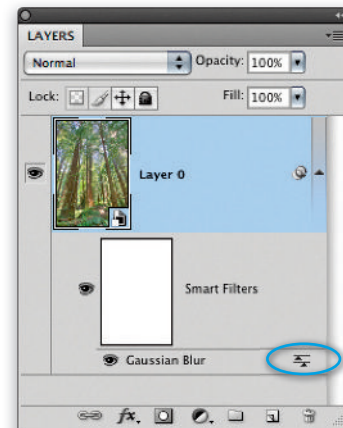 LAYERS
Normal Opacity: 100%
Lock: Fill: 100%
Layer 0
Smart Filters
Gaussian Blur
fx.